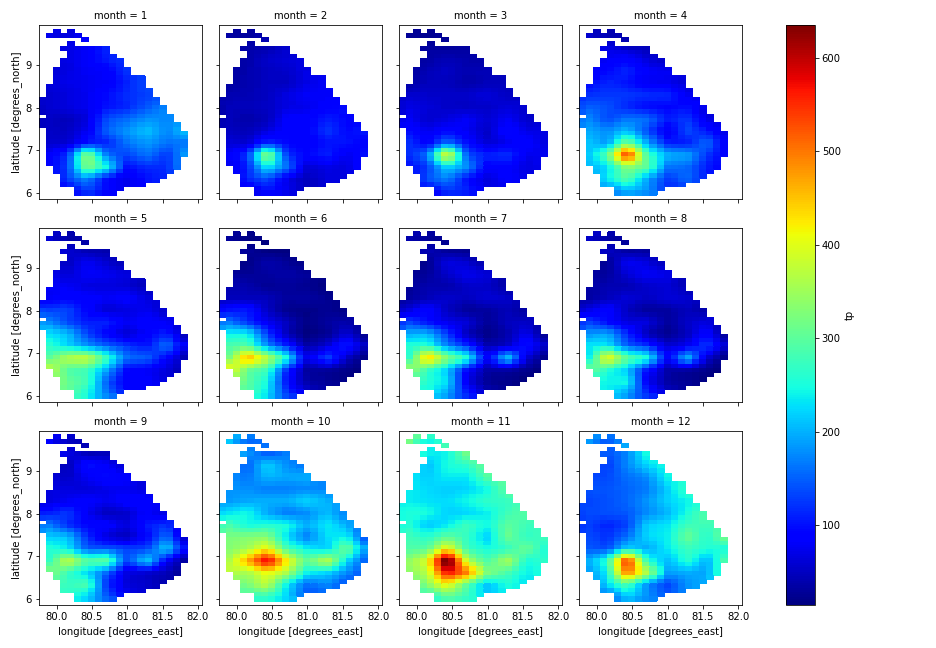 month = 1
month = 2
month = 3
month = 4
latitude [degrees_north]
9
8
7
6
month = 5
month = 6
month = 7
month = 8
latitude [degrees_north]
9
8
7
6
month = 9
month = 10
month = 11
month = 12
latitude [degrees_north]
9
8
7
6
80.0 80.5 81.0 81.5 82.0
80.0 80.5 81.0 81.5 82.0
80.0 80.5 81.0 81.5 82.0
80.0 80.5 81.0 81.5 82.0
longitude [degrees_east]
longitude [degrees_east]
longitude [degrees_east]
longitude [degrees_east]
600
500
400
300
200
100
tp